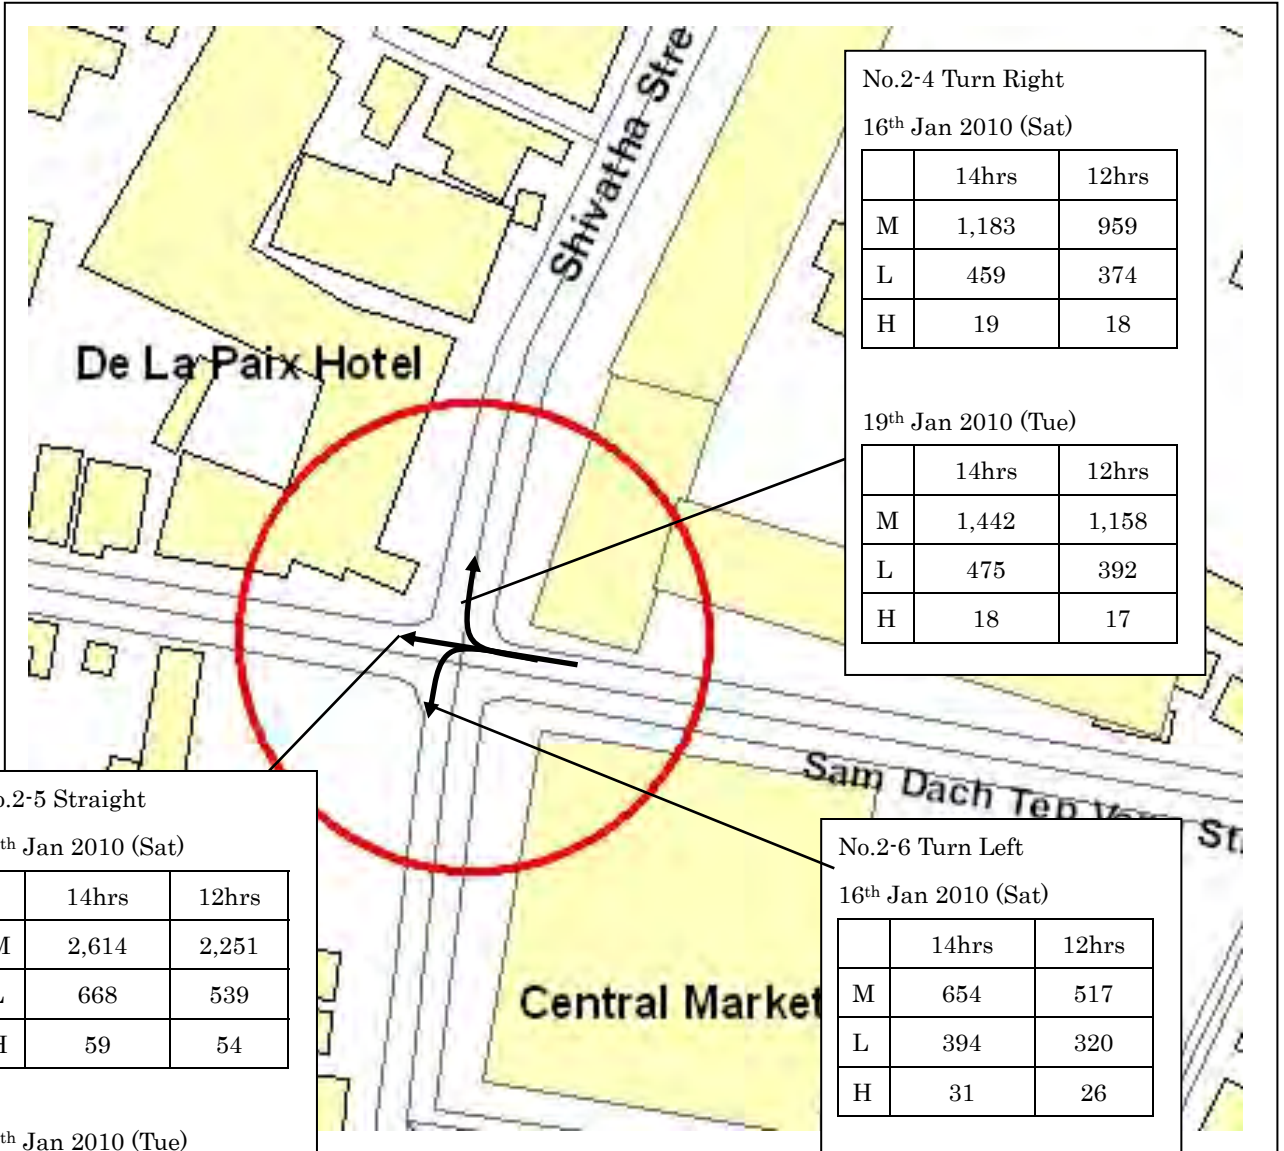 Shivatha Stre
De La Paix Hotel
No.2-4 Turn Right
16th Jan 2010 (Sat)
14hrs 12hrs
M 1,183 959
L 459 374
H 19 18
19th Jan 2010 (Tue)
14hrs 12hrs
M 1,442 1,158
L 475 392
H 18 17
Sam Dach Tep
o.2-5 Straight
th Jan 2010 (Sat)
14hrs 12hrs
M 2,614 2,251
L 668 539
H 59 54
th Jan 2010 (Tue)
Central Market
No.2-6 Turn Left
16th Jan 2010 (Sat)
14hrs 12hrs
M 654 517
L 394 320
H 31 26